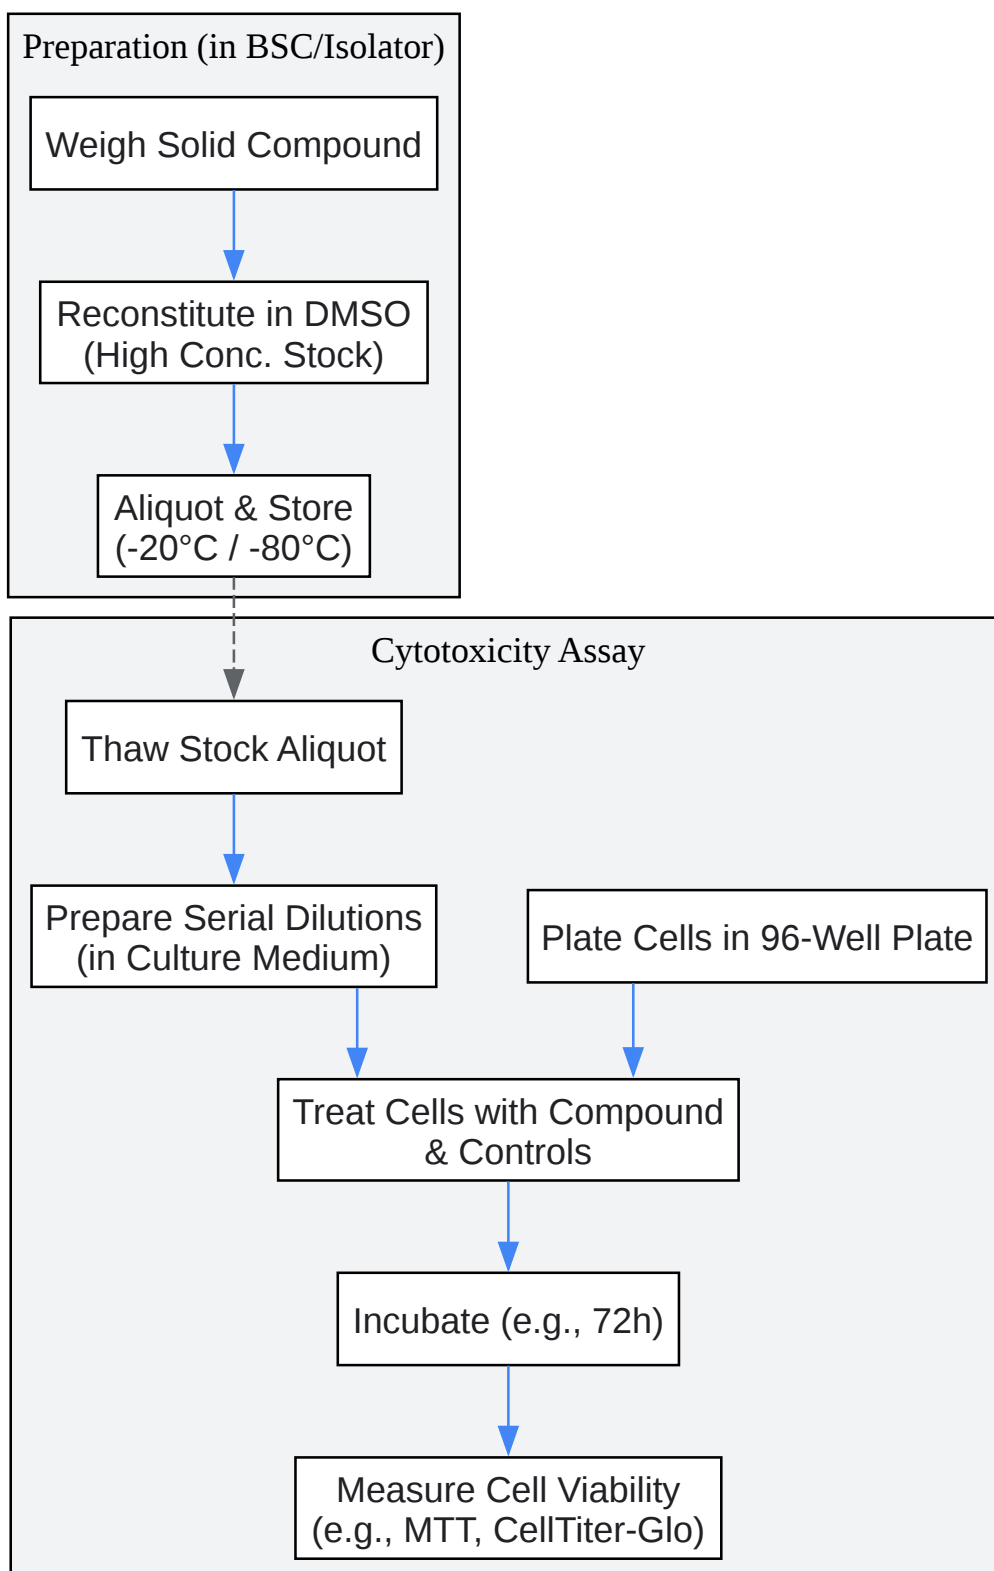 Preparation (in BSC/Isolator)
Weigh Solid Compound
Reconstitute in DMSO
(High Conc. Stock)
Aliquot & Store
(-20°C / -80°C)
Cytotoxicity Assay
Thaw Stock Aliquot
Prepare Serial Dilutions
(in Culture Medium)
Plate Cells in 96-Well Plate
Treat Cells with Compound
& Controls
Incubate (e.g., 72h)
Measure Cell Viability
(e.g., MTT, CellTiter-Glo)